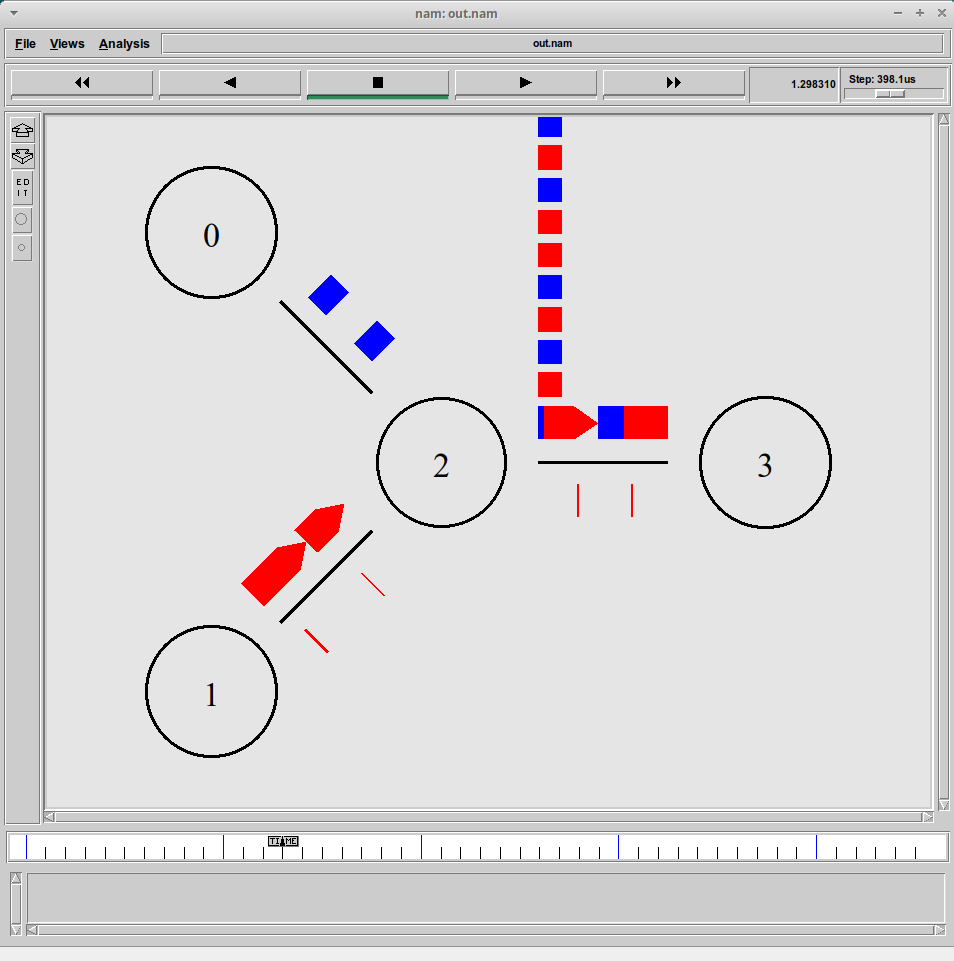 nam: out.nam
File Views Analysis out.nam
1.298310 Step: 398.1us
ED
IT
0
2
3
1
TIME